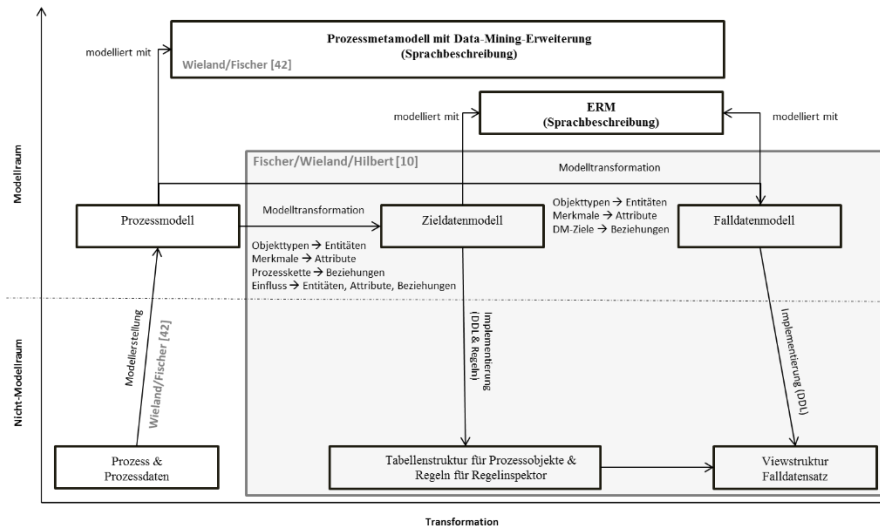 Prozessmetamodell mit Data-Mining-Erweiterung
(Sprachbeschreibung)
modelliert mit
Wieland/Fischer [42]
ERM
(Sprachbeschreibung)
modelliert mit
modelliert mit
Fischer/Wieland/Hilbert [10]
Modelltransformation
Modellraum
Prozessmodell
Modelltransformation
Zieldatenmodell
Objekttypen → Entitäten
Merkmale → Attribute
DM-Ziele → Beziehungen
Falldatenmodell
Objekttypen → Entitäten
Merkmale → Attribute
Prozesskette → Beziehungen
Einfluss → Entitäten, Attribute, Beziehungen
Nicht-Modellraum
Modellerstellung
Wieland/Fischer [42]
Implementierung
(DDL & Regeln)
Implementierung (DDL)
Prozess &
Prozessdaten
Tabellenstruktur für Prozessobjekte &
Regeln für Regelinspektor
Viewstruktur
Falldatensatz
Transformation